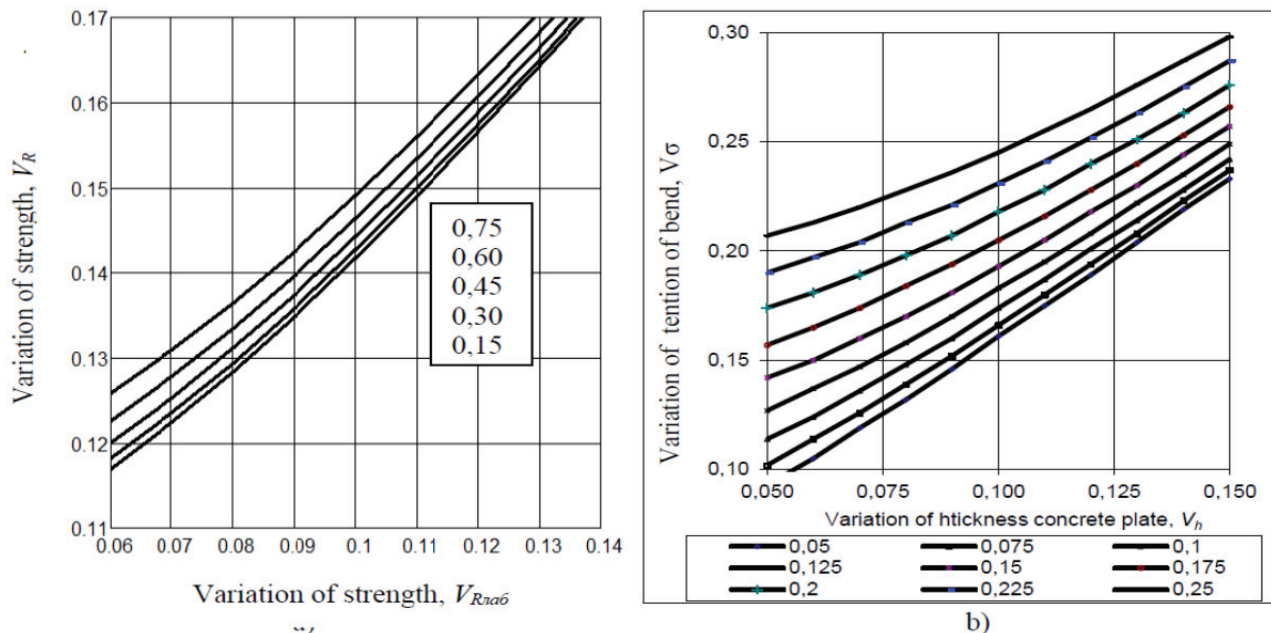 Variation of strength, V_R
0.17
0.16
0.15
0.14
0.13
0.12
0.11
0.06 0.07 0.08 0.09 0.1 0.11 0.12 0.13 0.14
0,75
0,60
0,45
0,30
0,15
Variation of strength, V_Rлаб
Variation of tention of bend, Vσ
0,30
0,25
0,20
0,15
0,10
0,050 0,075 0,100 0,125 0,150
Variation of htickness concrete plate, V_h
0,05 0,075 0,1
0,125 0,15 0,175
0,2 0,225 0,25
b)